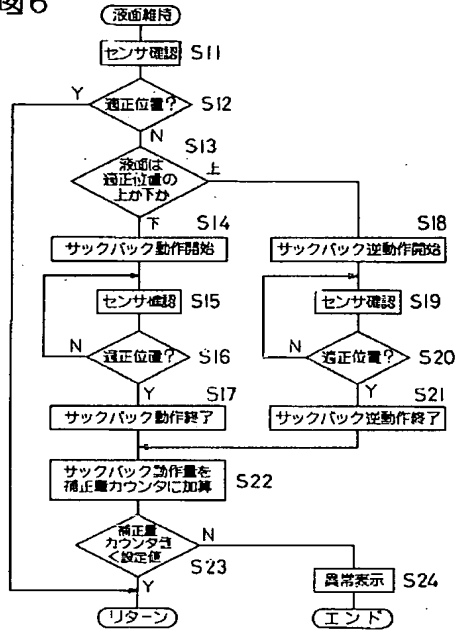 図6
液面維持
センサ確認 S11
Y
適正位置? S12
N
S13
液面は
適正位置の
上か下か
上
下
S14
サックバック動作開始
S18
サックバック逆動作開始
センサ確認 S15
センサ確認 S19
N
適正位置? S16
N
適正位置? S20
Y
S17
サックバック動作終了
Y
S21
サックバック逆動作終了
サックバック動作量を
補正量カウンタに加算
S22
補正量
カウンタ値
<設定値
N
S23
Y
異常表示 S24
リターン
エンド